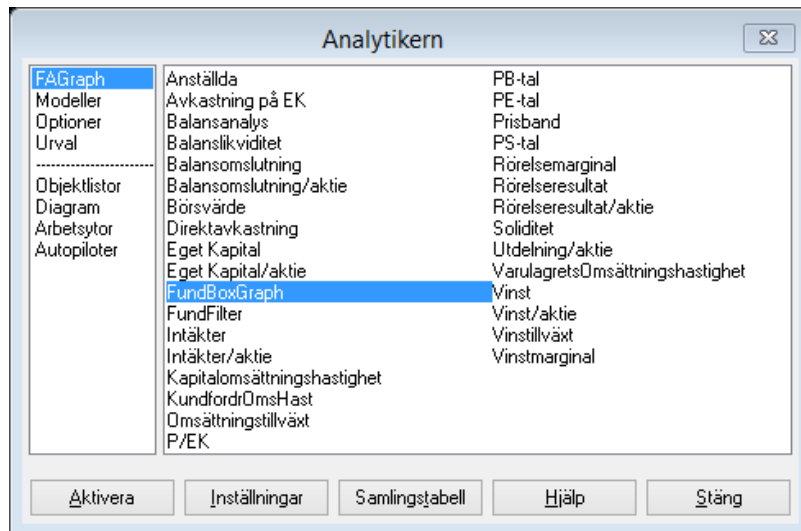 Analytikern
FAGraph
Modeller
Optioner
Urval
-----------------------
Objektlistor
Diagram
Arbetsytor
Autopiloter
Anställda
Avkastning på EK
Balansanalys
Balanslikviditet
Balansomslutning
Balansomslutning/aktie
Börsvärde
Direktavkastning
Eget Kapital
Eget Kapital/aktie
FundBoxGraph
FundFilter
Intäkter
Intäkter/aktie
Kapitalomsättningshastighet
KundfordrOmsHast
Omsättningstillväxt
P/EK
PB-tal
PE-tal
Prisband
PS-tal
Rörelsemarginal
Rörelseresultat
Rörelseresultat/aktie
Soliditet
Utdelning/aktie
VarulagretsOmsättningshastighet
Vinst
Vinst/aktie
Vinstillväxt
Vinstmarginal
Aktivera
Inställningar
Samlingstabell
Hjälp
Stäng